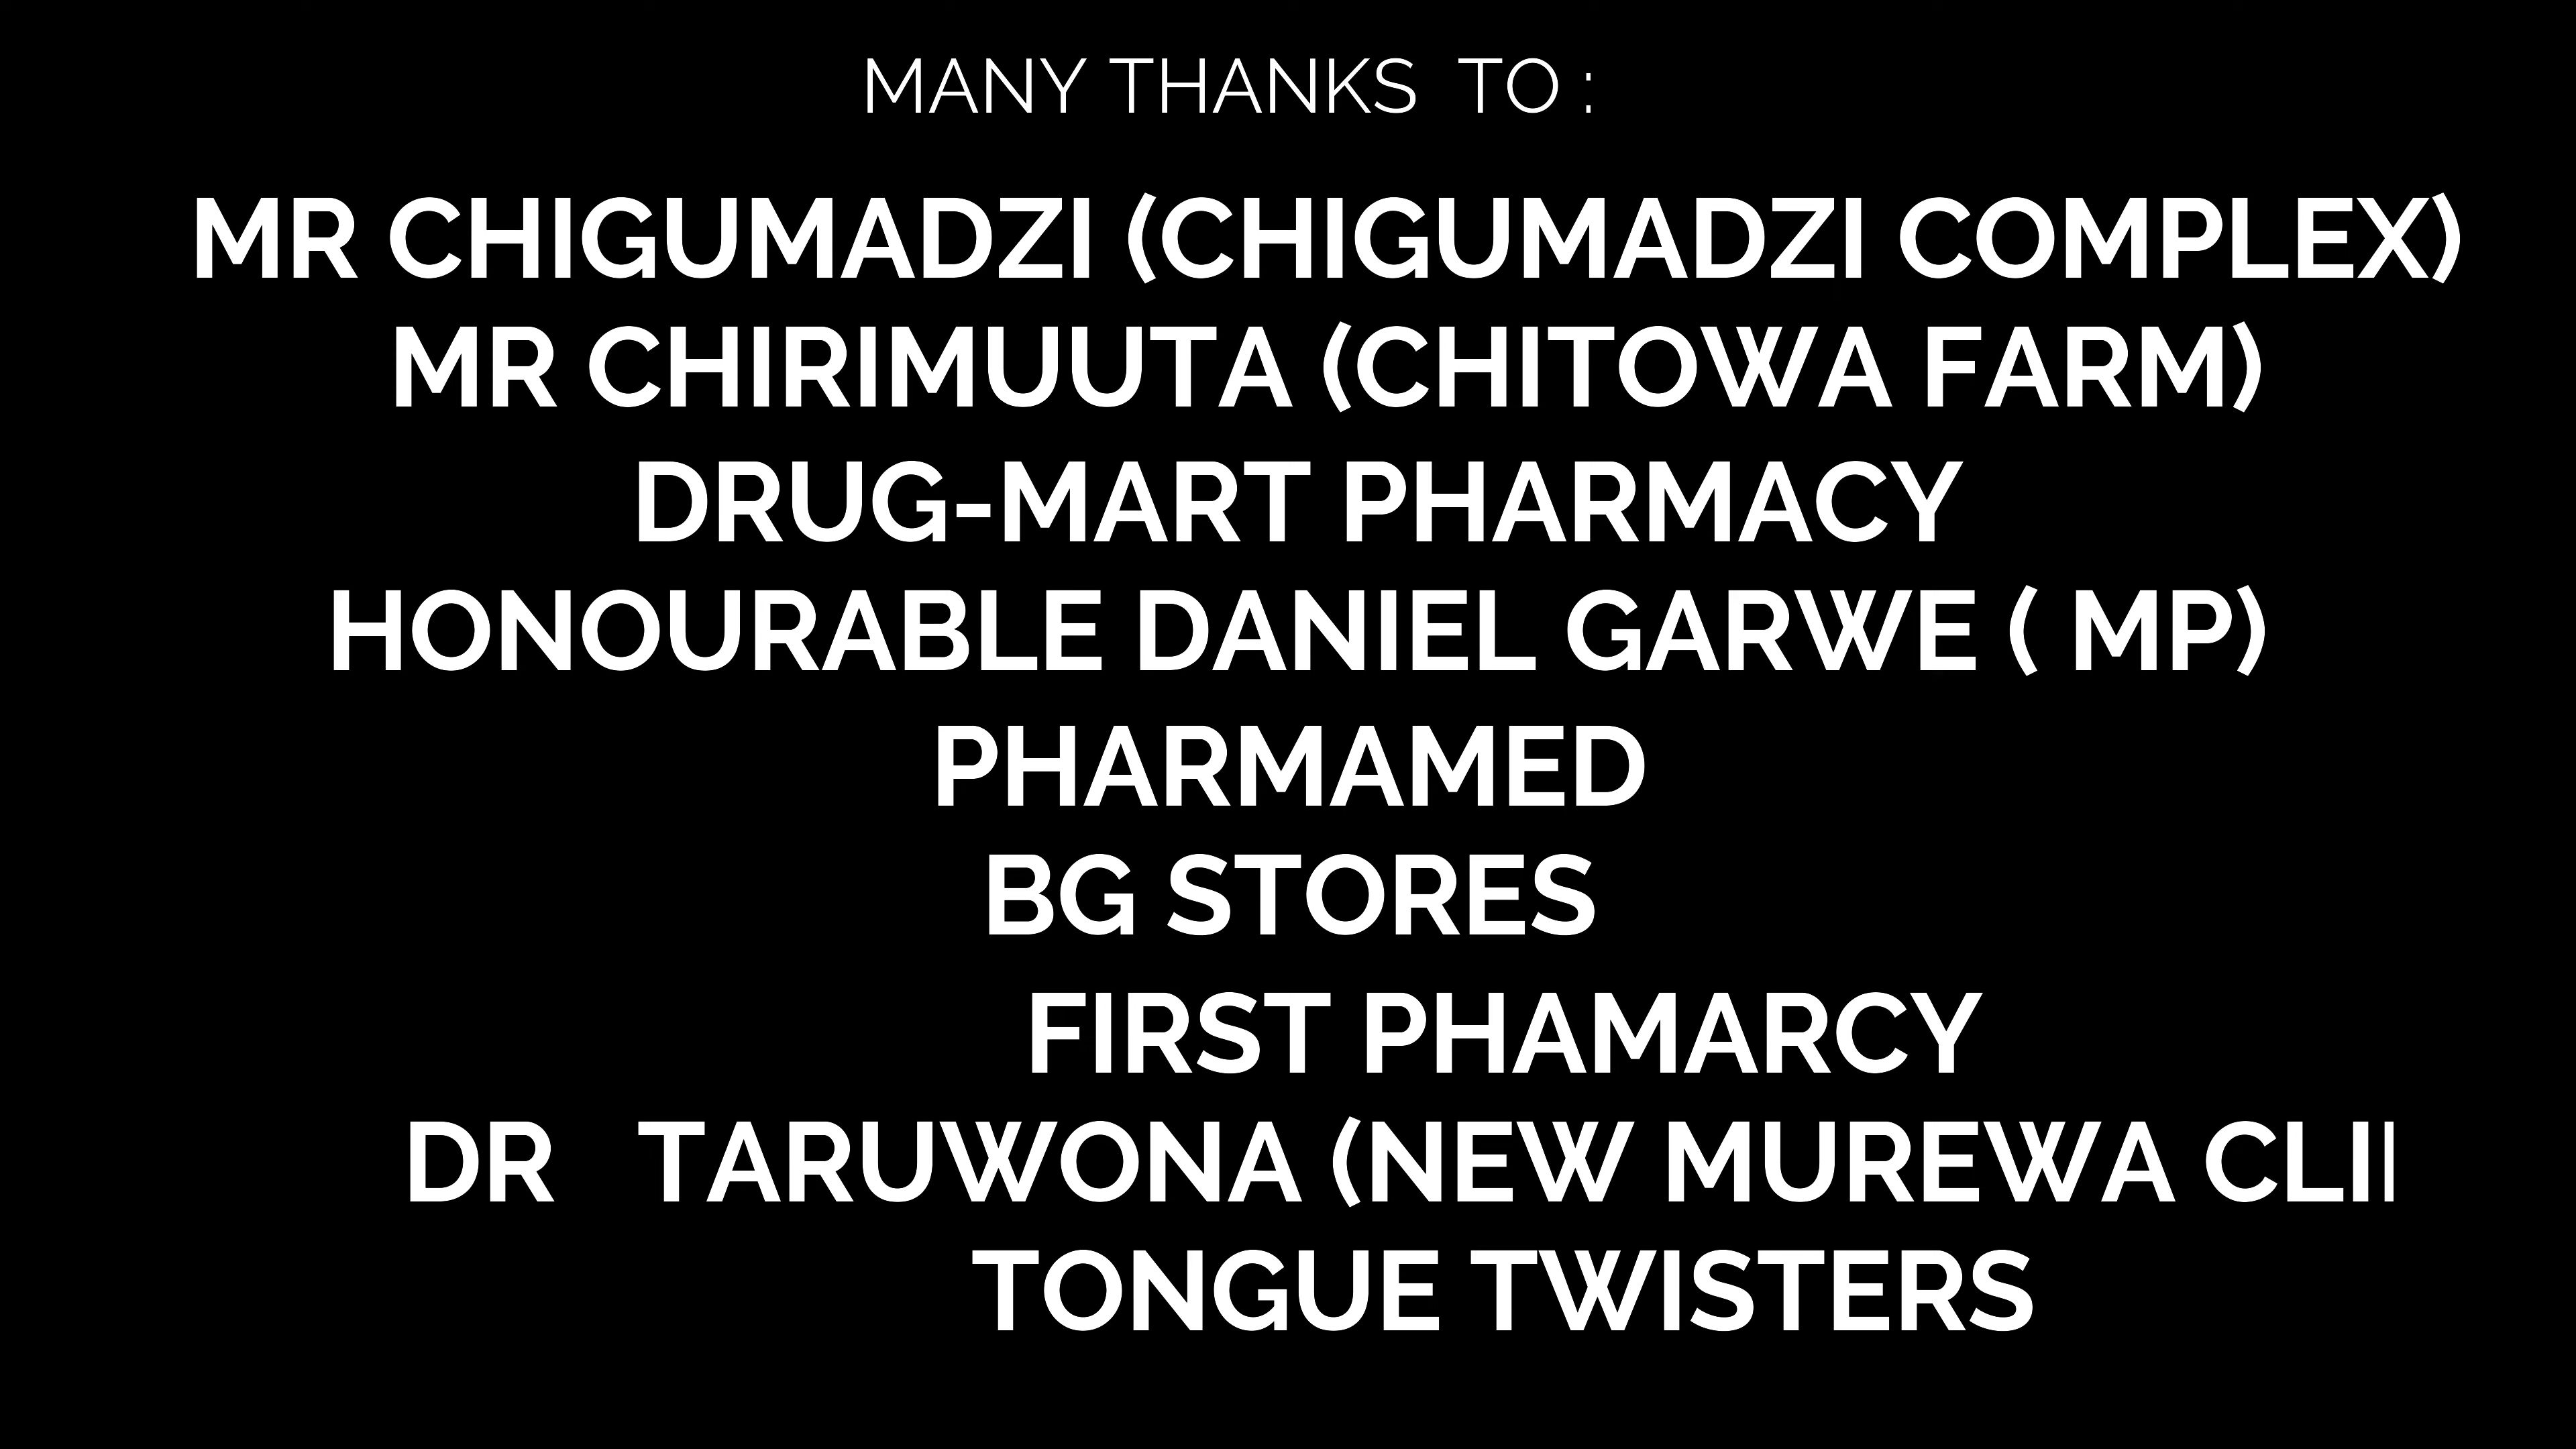 MANY THANKS TO :
MR CHIGUMADZI (CHIGUMADZI COMPLEX)
MR CHIRIMUUTA (CHITOWA FARM)
DRUG-MART PHARMACY
HONOURABLE DANIEL GARWE ( MP)
PHARMAMED
BG STORES
FIRST PHAMARCY
DR TARUWONA (NEW MUREWA
TONGUE TWISTERS